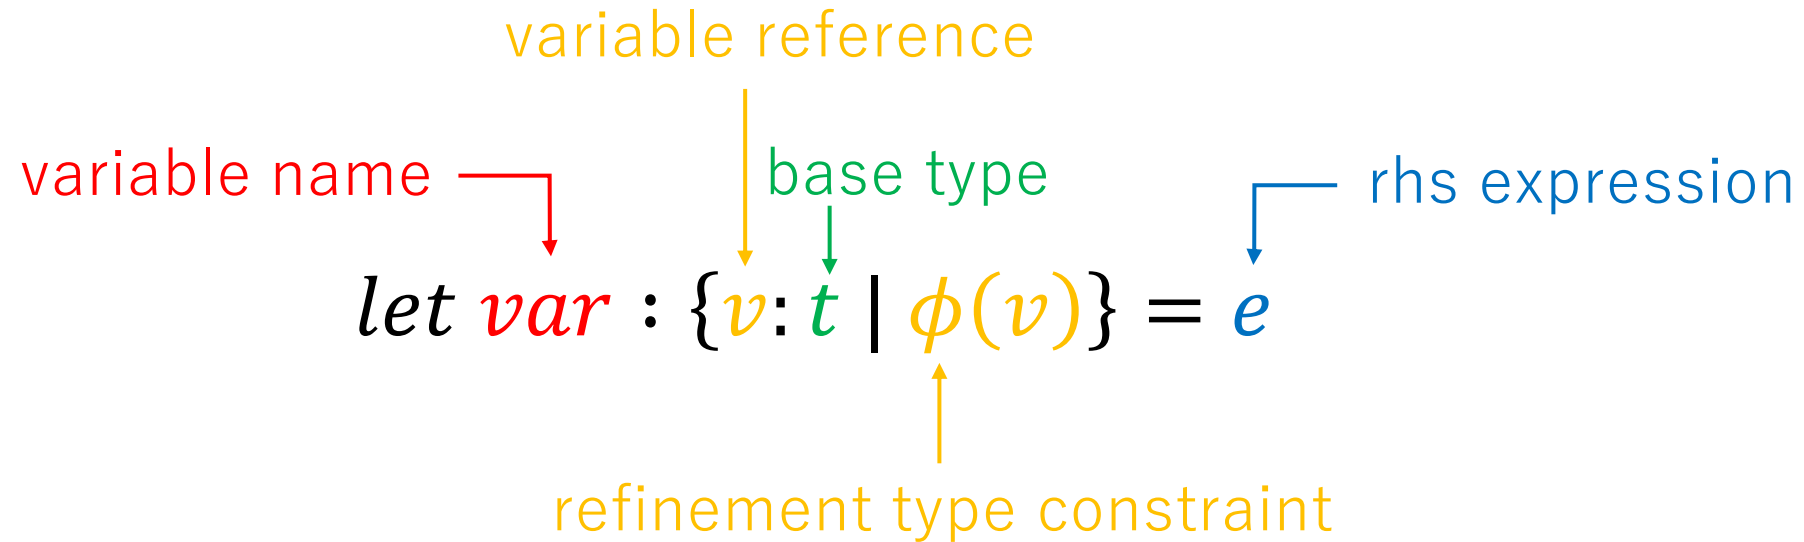 variable reference
variable name
base type
rhs expression
let var : {v: t | ϕ(v)} = e
refinement type constraint